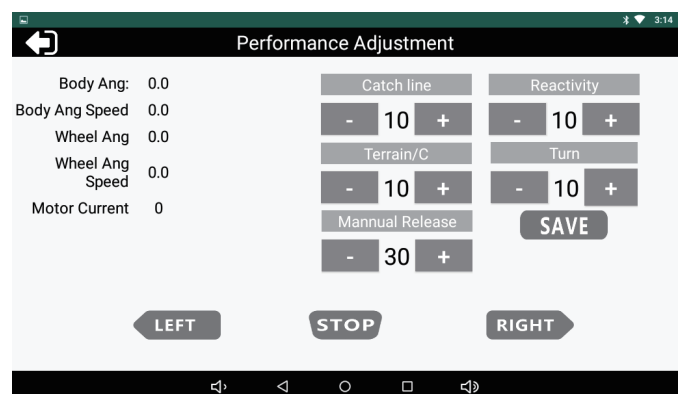 3:14
Performance Adjustment
Body Ang: 0.0
Body Ang Speed 0.0
Wheel Ang 0.0
Wheel Ang
Speed 0.0
Motor Current 0
Catch line
- 10 +
Terrain/C
- 10 +
Mannual Release
- 30 +
Reactivity
- 10 +
Turn
- 10 +
SAVE
LEFT
STOP
RIGHT